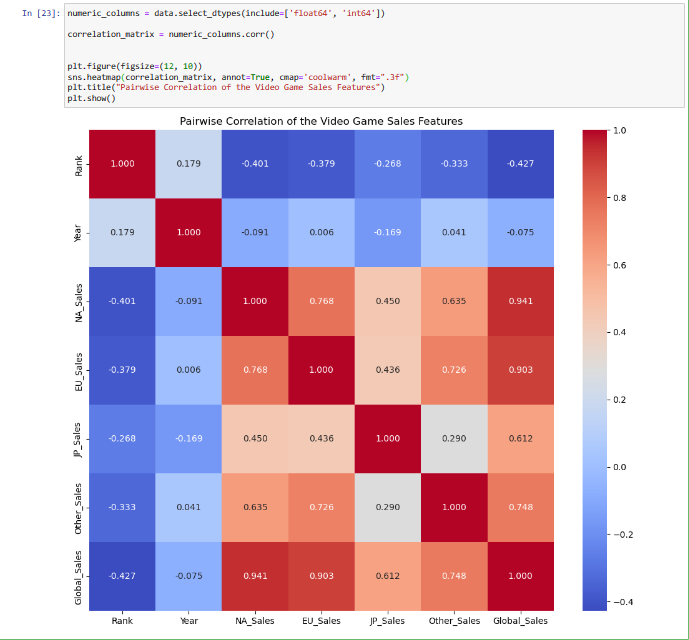 In [23]: numeric_columns = data.select_dtypes(include=['float64', 'int64'])
correlation_matrix = numeric_columns.corr()
plt.figure(figsize=(12, 10))
sns.heatmap(correlation_matrix, annot=True, cmap='coolwarm', fmt=".3f")
plt.title("Pairwise Correlation of the Video Game Sales Features")
plt.show()
Pairwise Correlation of the Video Game Sales Features
Rank 1.000 0.179 -0.401 -0.379 -0.268 -0.333 -0.427
Year 0.179 1.000 -0.091 0.006 -0.169 0.041 -0.075
NA_Sales -0.401 -0.091 1.000 0.768 0.450 0.635 0.941
EU_Sales -0.379 0.006 0.768 1.000 0.436 0.726 0.903
JP_Sales -0.268 -0.169 0.450 0.436 1.000 0.290 0.612
Other_Sales -0.333 0.041 0.635 0.726 0.290 1.000 0.748
Global_Sales -0.427 -0.075 0.941 0.903 0.612 0.748 1.000
Rank Year NA_Sales EU_Sales JP_Sales Other_Sales Global_Sales
1.0
0.8
0.6
0.4
0.2
0.0
−0.2
−0.4